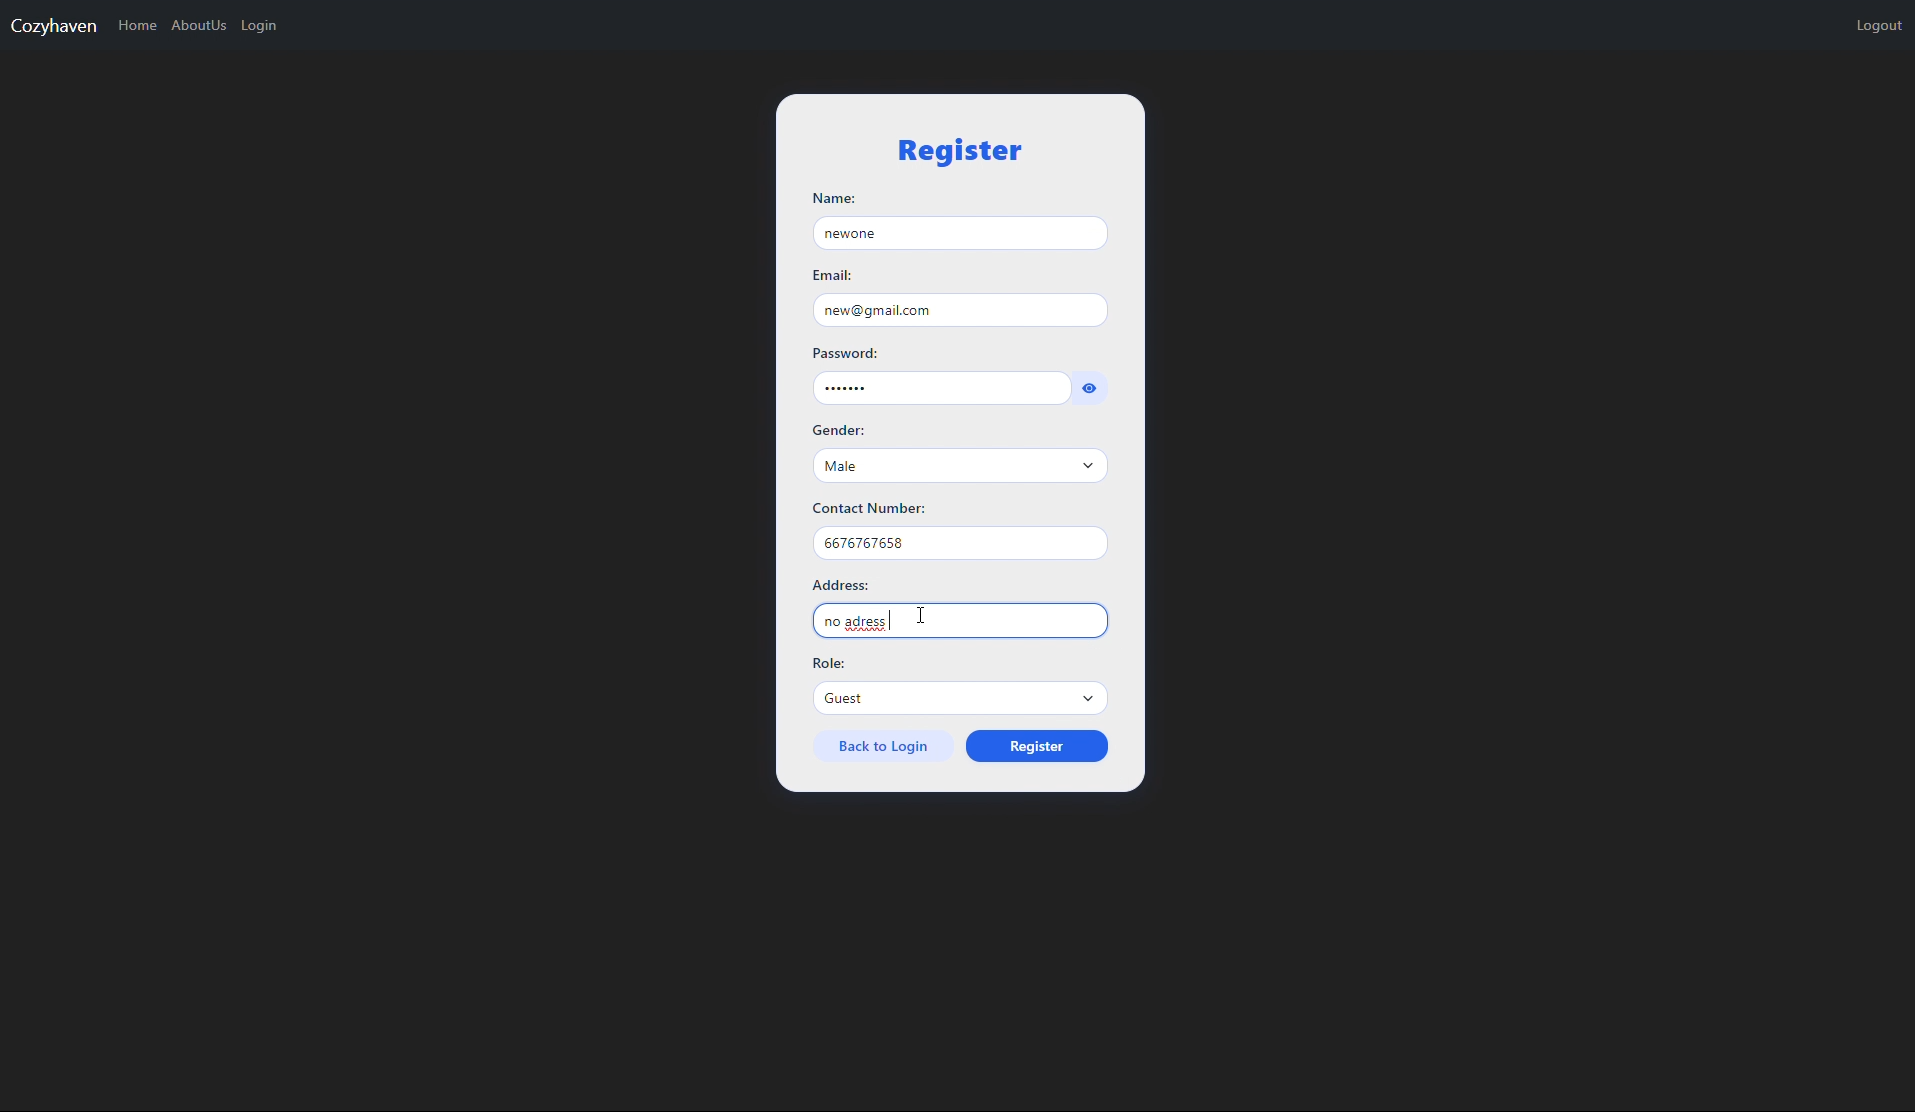 Cozyhaven Home AboutUs Login Logout
Register
Name:
newone
Email:
new@gmail.com
Password:
•••••••
Gender:
Male
Contact Number:
6676767658
Address:
no adress
Role:
Guest
Back to Login Register